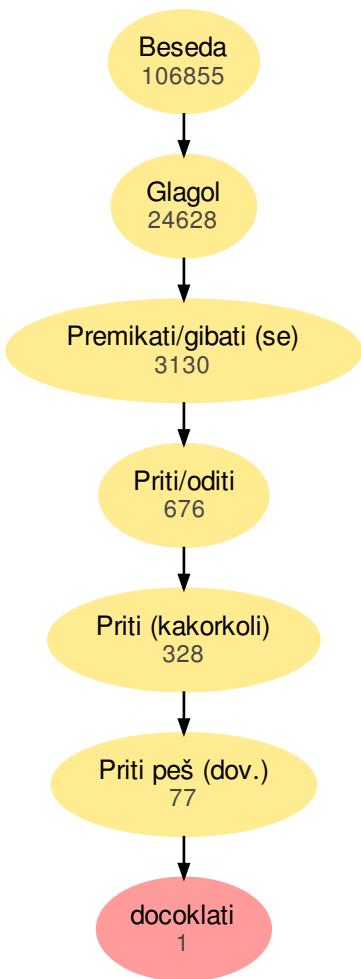 Beseda
106855
Glagol
24628
Premikati/gibati (se)
3130
Priti/oditi
676
Priti (kakorkoli)
328
Priti peš (dov.)
77
docoklati
1